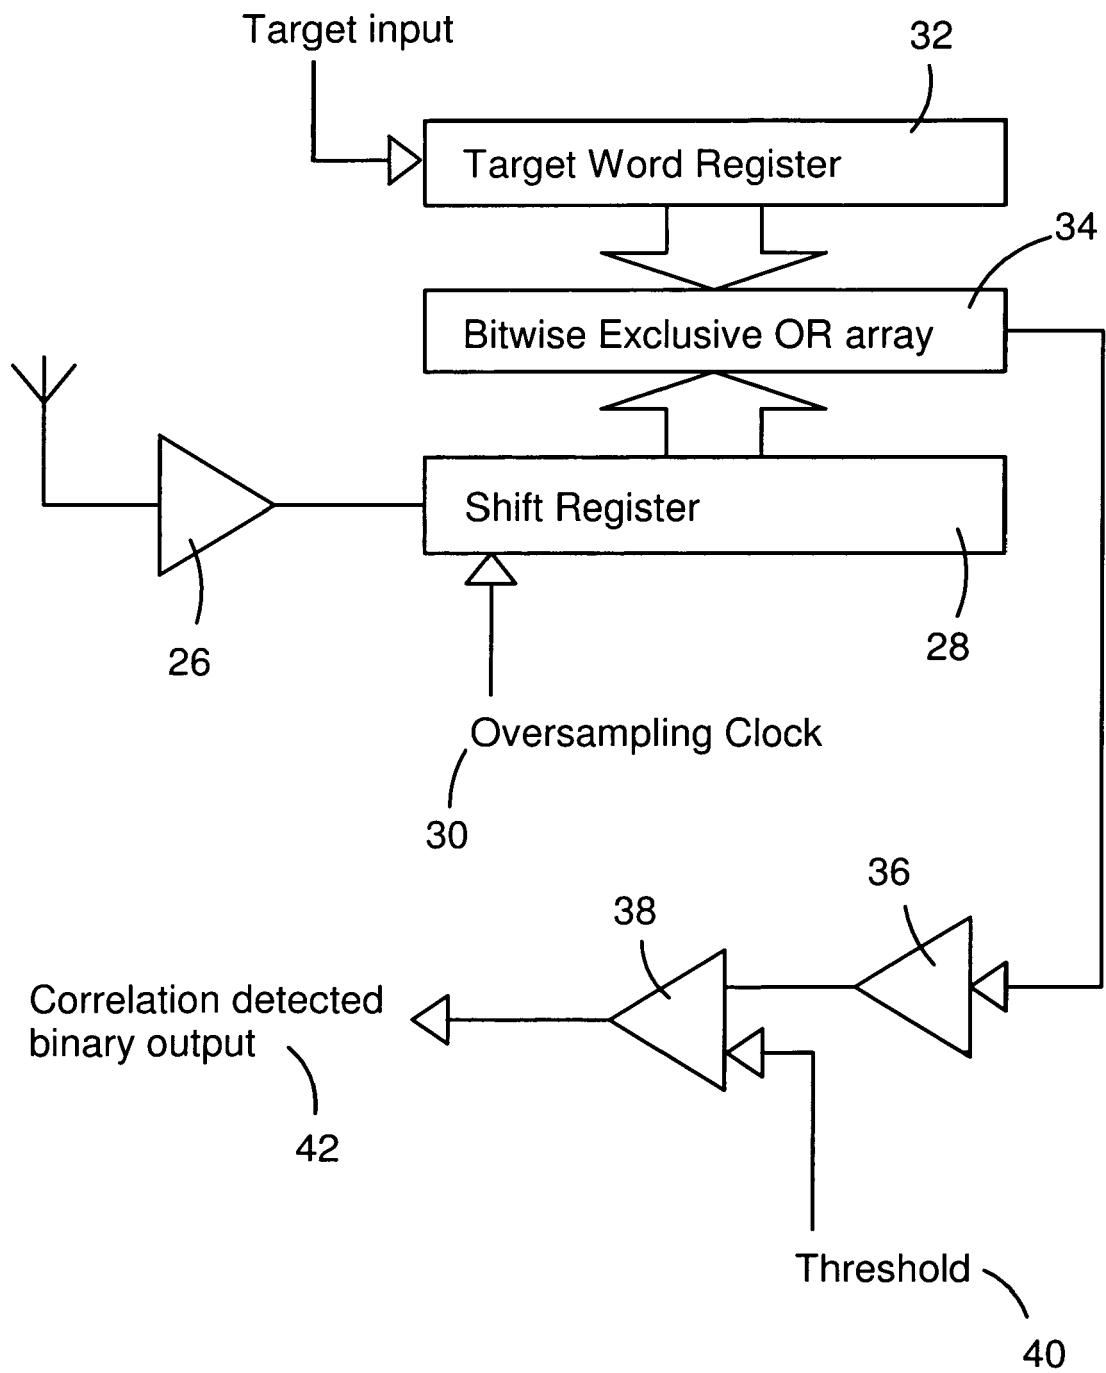 Target input
32
Target Word Register
34
Bitwise Exclusive OR array
Shift Register
26
28
Oversampling Clock
30
36
38
Correlation detected
binary output
42
Threshold
40